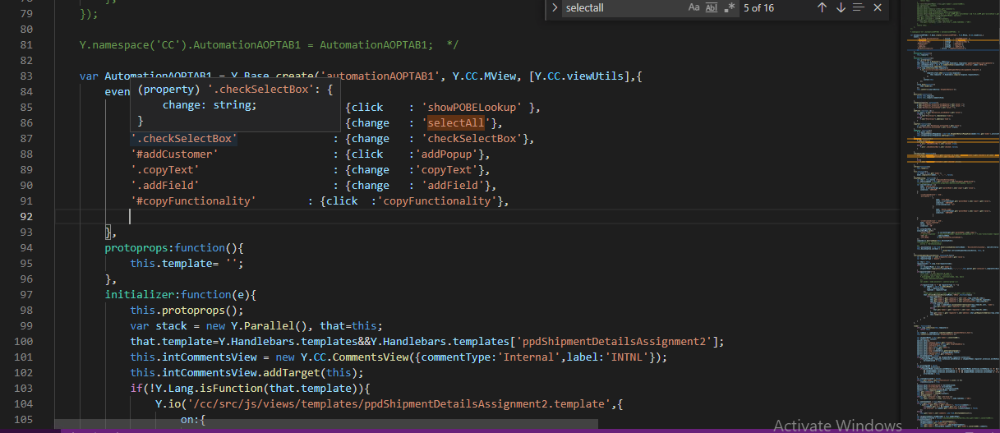 selectall Aa Abl .* 5 of 16
79 });
80
81 Y.namespace('CC').AutomationAOPTAB1 = AutomationAOPTAB1; */
82
83 var AutomationAOPTAB1 = Y.Base.create('automationAOPTAB1', Y.CC.MView, [Y.CC.viewUtils],{
84 even
(property) '.checkSelectBox': {
change: string;
}
85 {click : 'showPOBELookup' },
86 {change : 'selectAll'},
87 '.checkSelectBox' : {change : 'checkSelectBox'},
88 '#addCustomer' : {click :'addPopup'},
89 '.copyText' : {change :'copyText'},
90 '.addField' : {change : 'addField'},
91 '#copyFunctionality' : {click :'copyFunctionality'},
92
93 },
94 protoprops:function(){
95 this.template= '';
96 },
97 initializer:function(e){
98 this.protoprops();
99 var stack = new Y.Parallel(), that=this;
100 that.template=Y.Handlebars.templates&&Y.Handlebars.templates['ppdShipmentDetailsAssignment2'];
101 this.intCommentsView = new Y.CC.CommentsView({commentType:'Internal',label:'INTNL'});
102 this.intCommentsView.addTarget(this);
103 if(!Y.Lang.isFunction(that.template)){
104 Y.io('/cc/src/js/views/templates/ppdShipmentDetailsAssignment2.template',{
105 on:{
Activate Windows